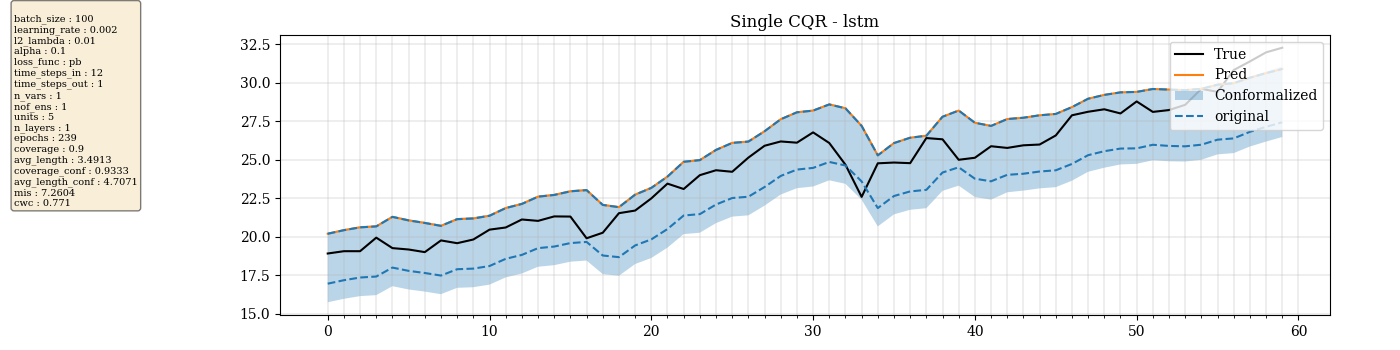 batch_size : 100
learning_rate : 0.002
l2_lambda : 0.01
alpha : 0.1
loss_func : pb
time_steps_in : 12
time_steps_out : 1
n_vars : 1
nof_ens : 1
units : 5
n_layers : 1
epochs : 239
coverage : 0.9
avg_length : 3.4913
coverage_conf : 0.9333
avg_length_conf : 4.7071
mis : 7.2604
cwc : 0.771
Single CQR - lstm
32.5
30.0
27.5
25.0
22.5
20.0
17.5
15.0
True
Pred
Conformalized
original
0 10 20 30 40 50 60